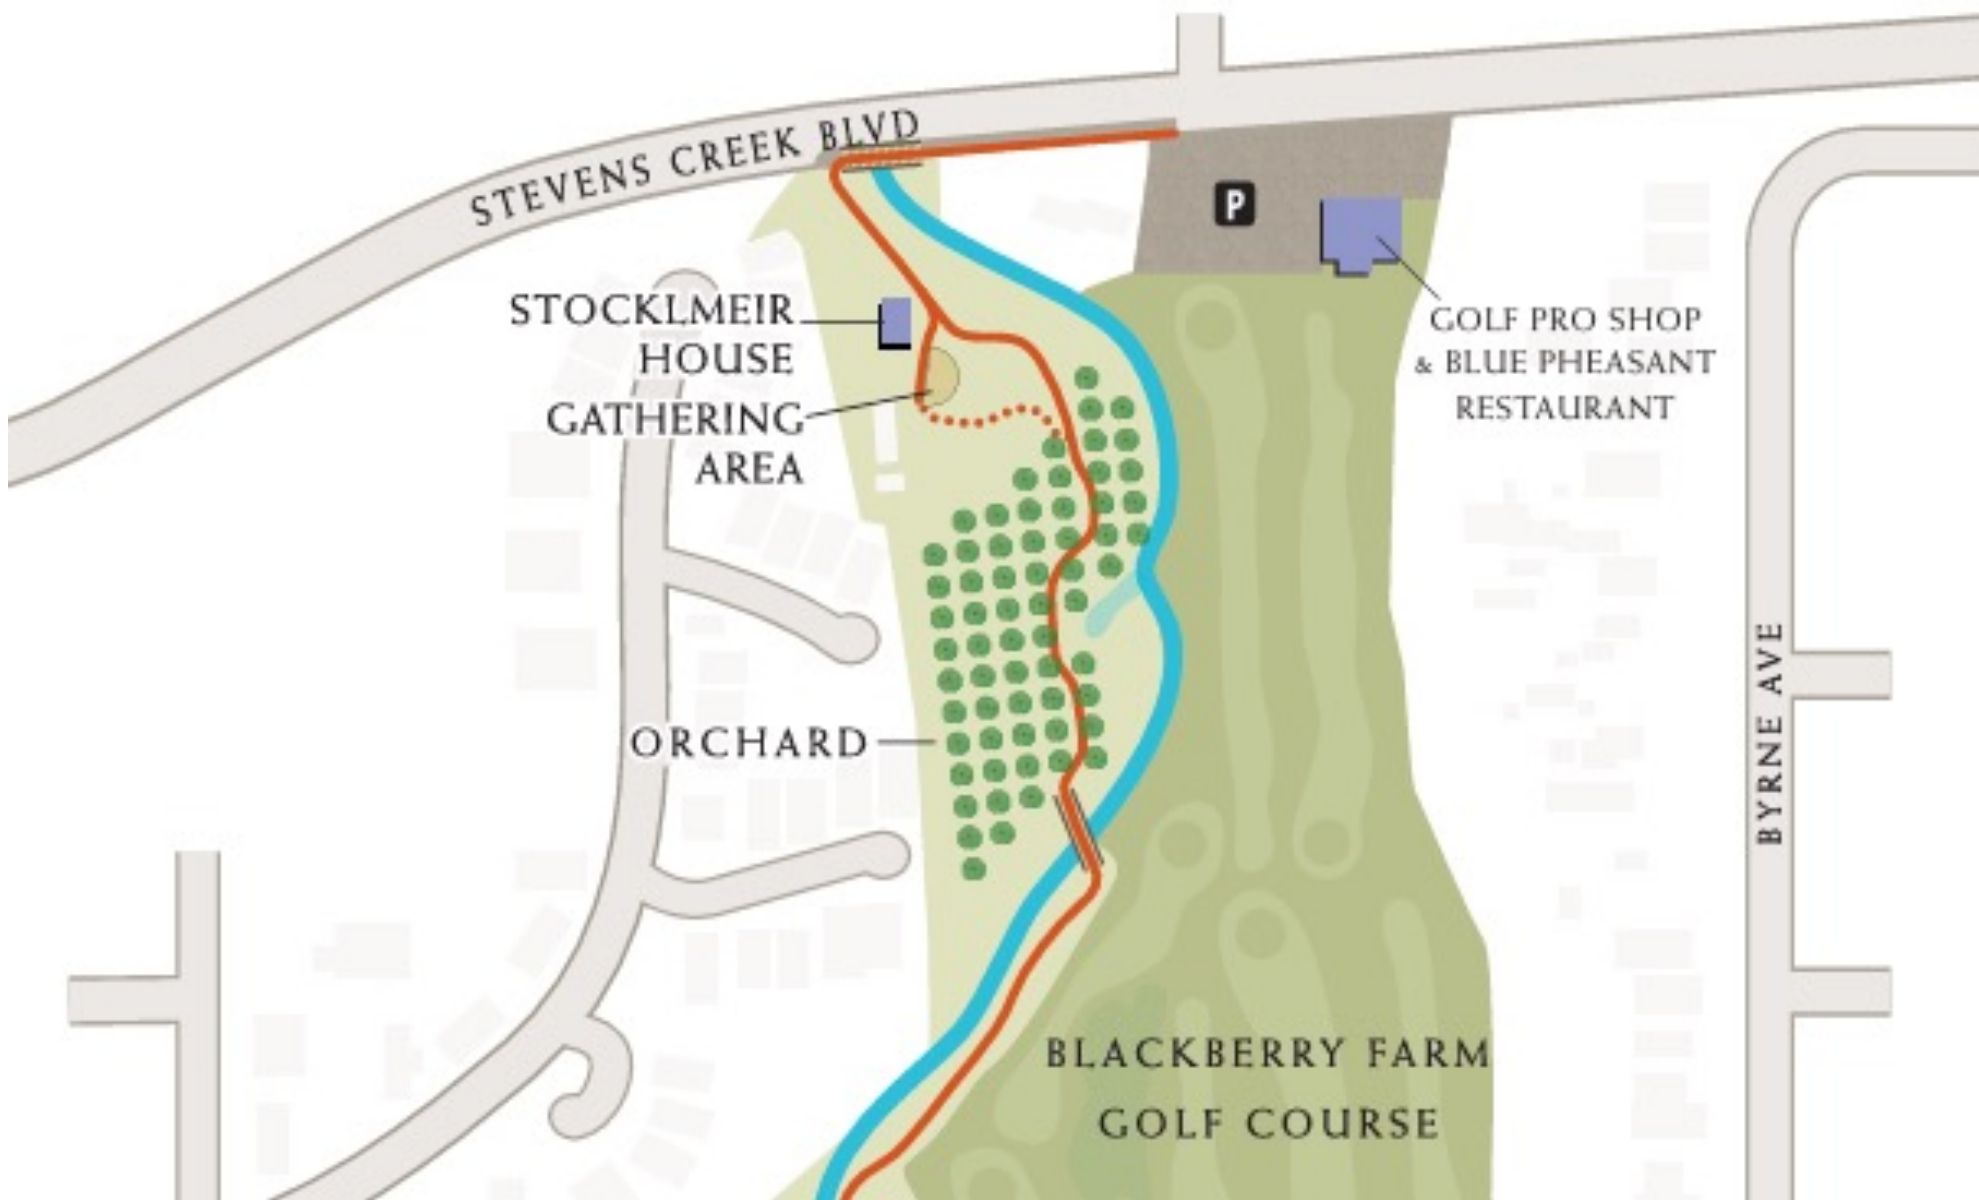 STEVENS CREEK BLVD
P
STOCKLMEIR
HOUSE
GOLF PRO SHOP
& BLUE PHEASANT
RESTAURANT
GATHERING
AREA
ORCHARD
BYRNE AVE
BLACKBERRY FARM
GOLF COURSE